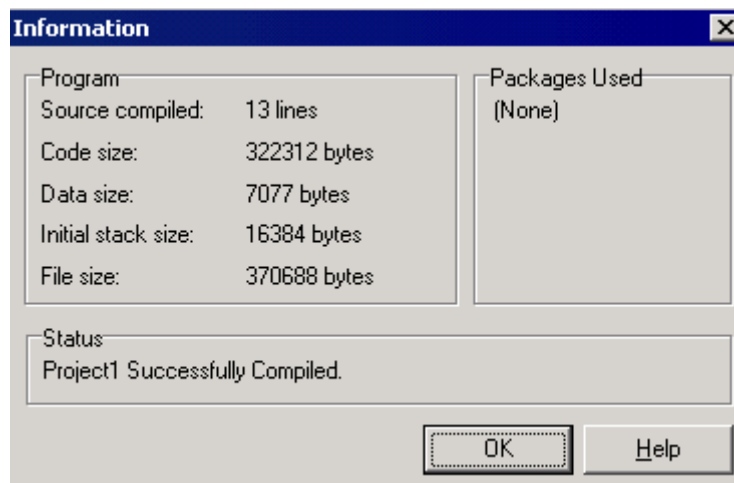 Information
Program
Source compiled: 13 lines
Code size: 322312 bytes
Data size: 7077 bytes
Initial stack size: 16384 bytes
File size: 370688 bytes
Packages Used
(None)
Status
Project1 Successfully Compiled.
OK Help